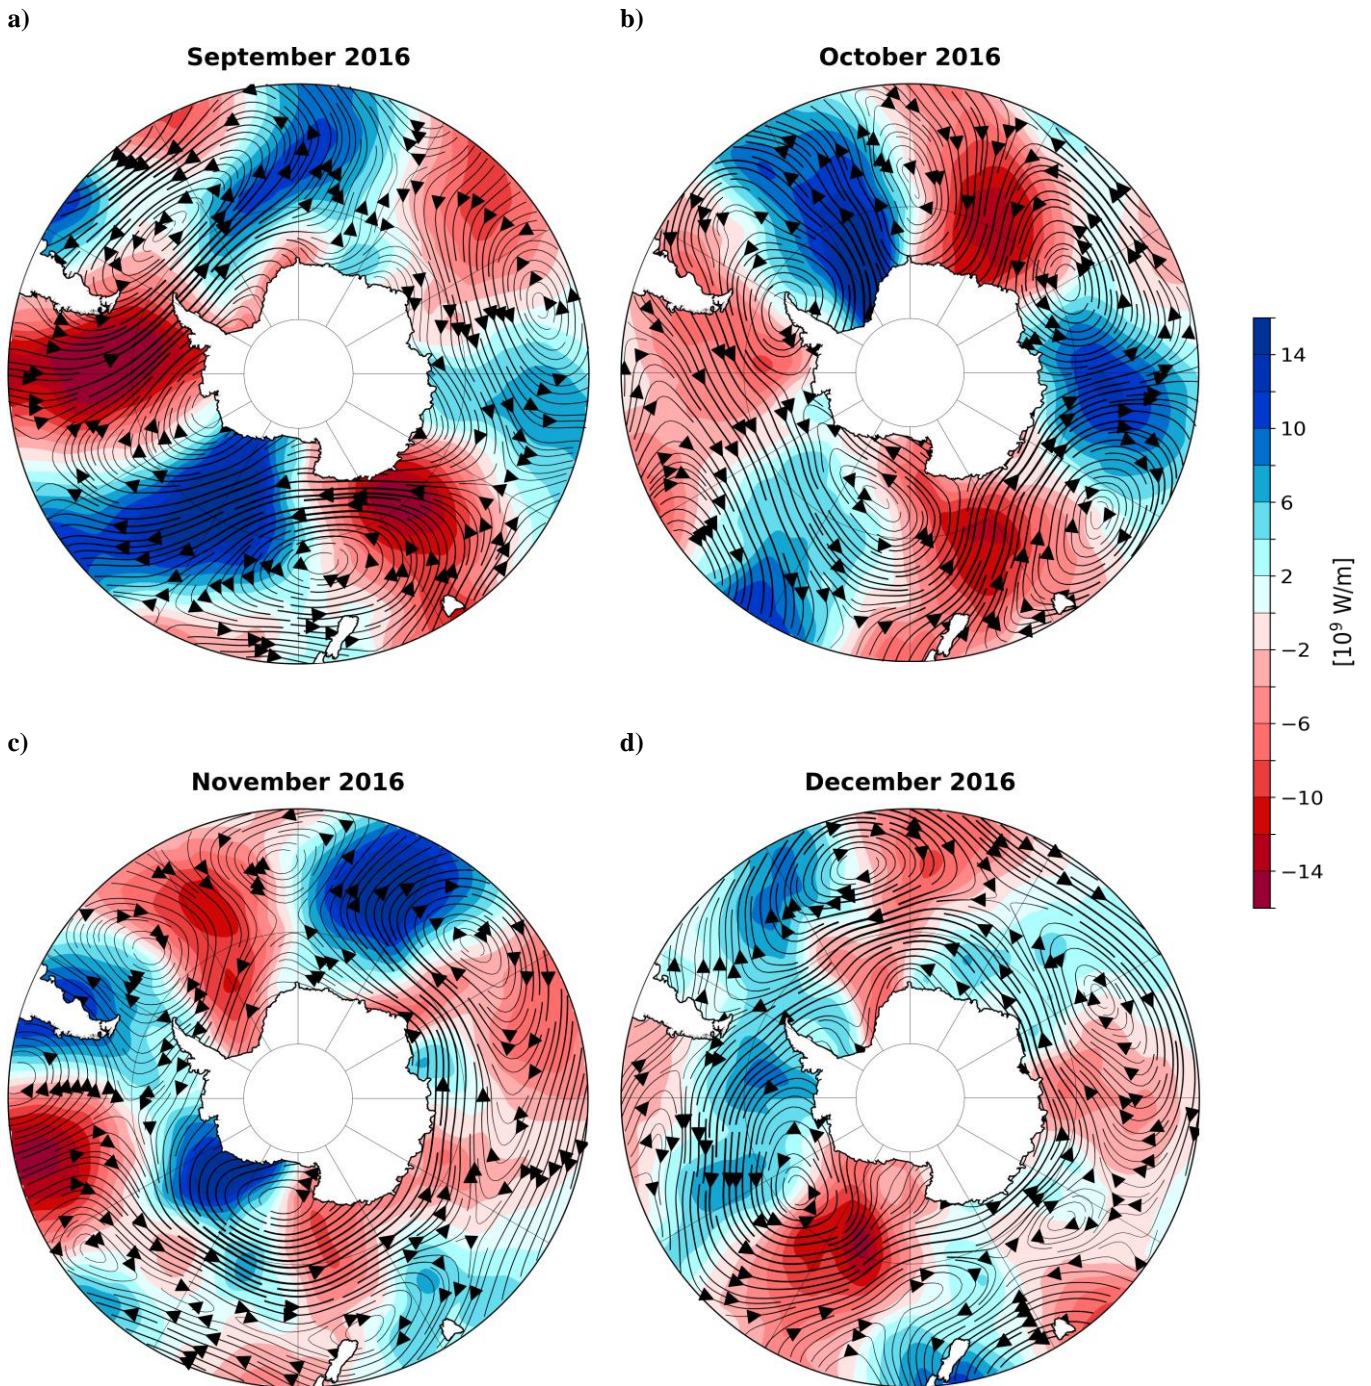 a)
b)
September 2016
October 2016
14
10
6
2
−2
−6
−10
−14
[10⁹ W/m]
c)
d)
November 2016
December 2016